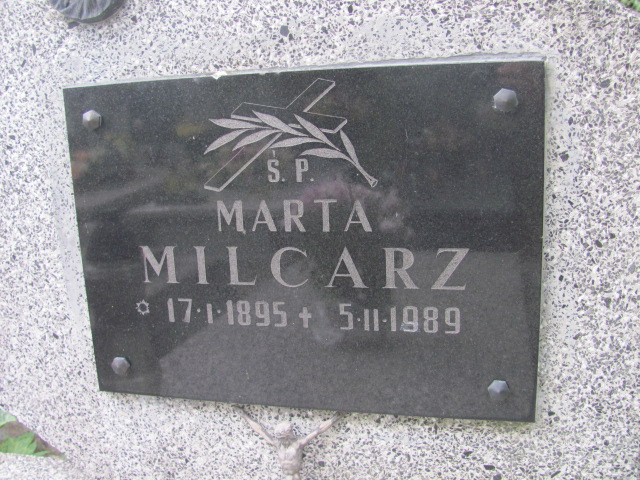 Ś. P.
MARTA
MILCARZ
✡ 17·1·1895 + 5·11·1989